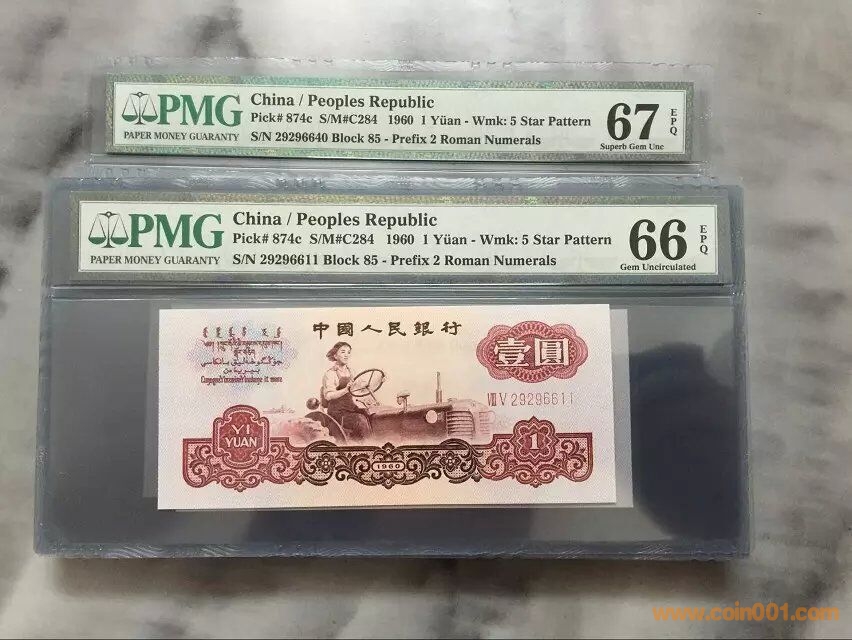 PMG
PAPER MONEY GUARANTY
China / Peoples Republic
Pick# 874c S/M#C284 1960 1 Yüan - Wmk: 5 Star Pattern
S/N 29296640 Block 85 - Prefix 2 Roman Numerals
67
Superb Gem Unc
EPQ
PMG
PAPER MONEY GUARANTY
China / Peoples Republic
Pick# 874c S/M#C284 1960 1 Yüan - Wmk: 5 Star Pattern
S/N 29296611 Block 85 - Prefix 2 Roman Numerals
66
Gem Uncirculated
EPQ
中國人民銀行
壹圓
ⅧⅤ 29296611
YI
YUAN
1960
1
www.coin001.com